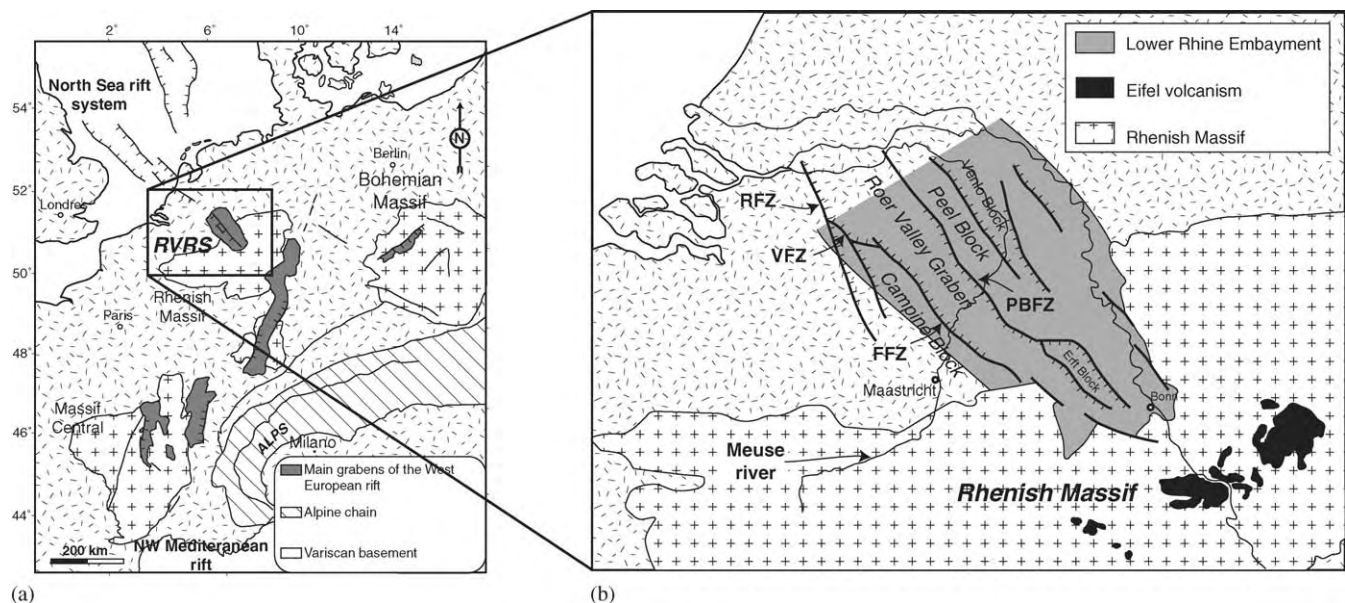 2°
6°
10°
14°
54°
52°
50°
48°
46°
44°
North Sea rift
system
N
Berlin
Bohemian
Massif
Londres
RVRS
Rhenish
Massif
Paris
Massif
Central
ALPS
Milano
Main grabens of the West
European rift
Alpine chain
Variscan basement
200 km
NW Mediteranean
rift
(a)
Lower Rhine Embayment
Eifel volcanism
Rhenish Massif
RFZ
VFZ
Roer Valley Graben
Peel Block
Venlo Block
Campine Block
PBFZ
FFZ
Erft Block
Maastricht
Bonn
Meuse
river
Rhenish Massif
(b)